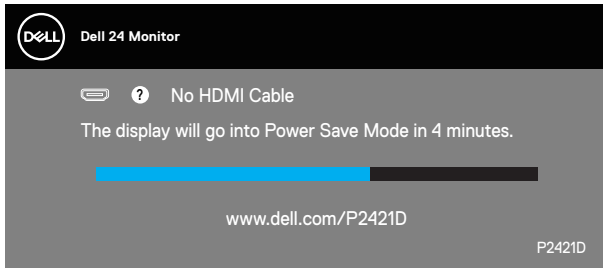 DELL
Dell 24 Monitor
? No HDMI Cable
The display will go into Power Save Mode in 4 minutes.
www.dell.com/P2421D
P2421D